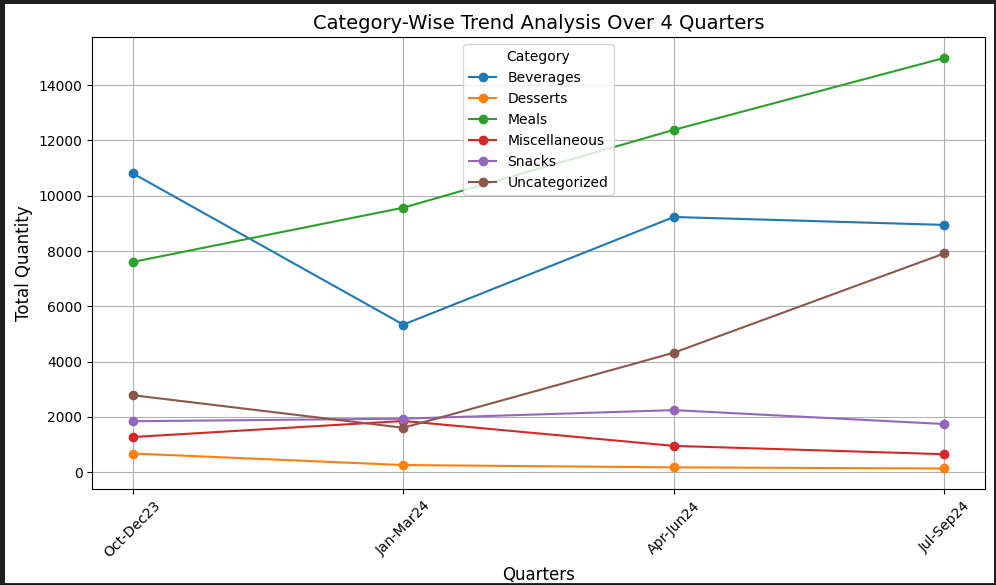 Category-Wise Trend Analysis Over 4 Quarters
Category
Beverages
Desserts
Meals
Miscellaneous
Snacks
Uncategorized
Total Quantity
14000
12000
10000
8000
6000
4000
2000
0
Oct-Dec23
Jan-Mar24
Apr-Jun24
Jul-Sep24
Quarters